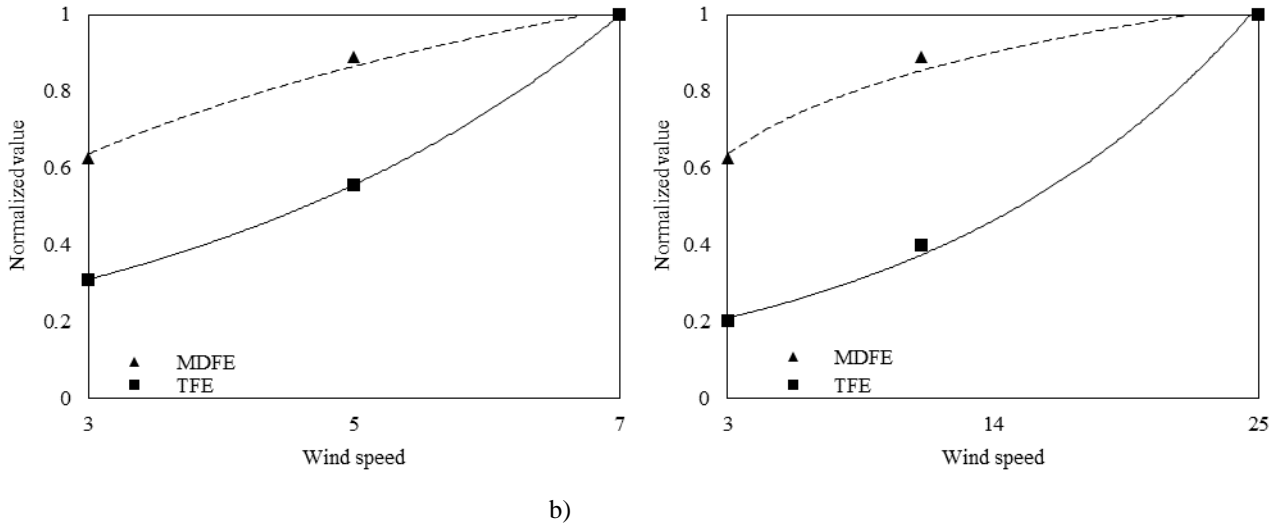 1
0.8
0.6
0.4
0.2
0
Normalized value
MDFE
TFE
3
5
7
Wind speed
1
0.8
0.6
0.4
0.2
0
Normalized value
MDFE
TFE
3
14
25
Wind speed
b)